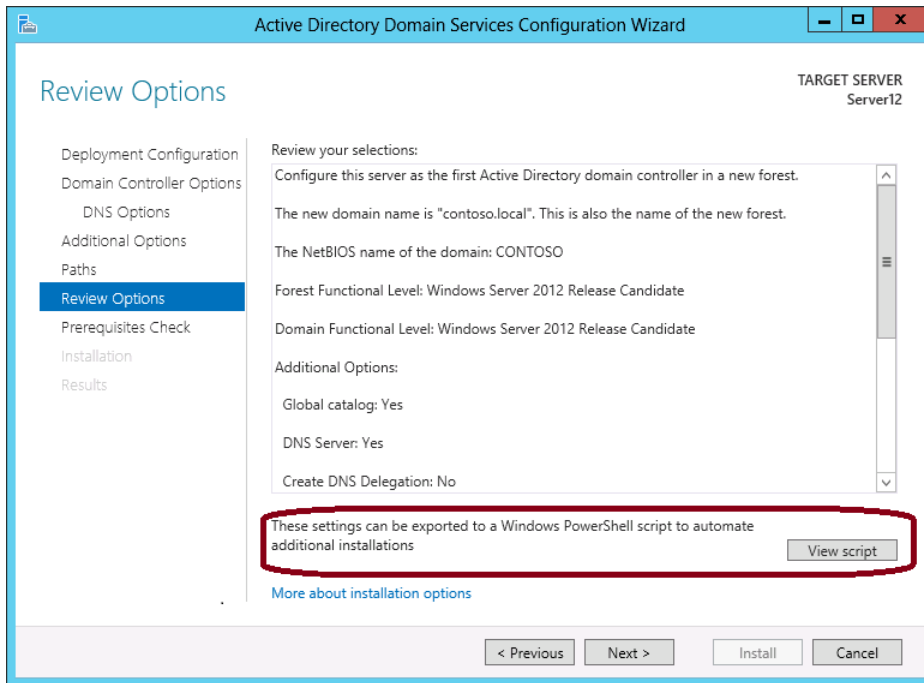 Active Directory Domain Services Configuration Wizard
Review Options
TARGET SERVER
Server12
Deployment Configuration
Domain Controller Options
DNS Options
Additional Options
Paths
Review Options
Prerequisites Check
Installation
Results
Review your selections:
Configure this server as the first Active Directory domain controller in a new forest.
The new domain name is "contoso.local". This is also the name of the new forest.
The NetBIOS name of the domain: CONTOSO
Forest Functional Level: Windows Server 2012 Release Candidate
Domain Functional Level: Windows Server 2012 Release Candidate
Additional Options:
Global catalog: Yes
DNS Server: Yes
Create DNS Delegation: No
These settings can be exported to a Windows PowerShell script to automate
additional installations
View script
More about installation options
< Previous
Next >
Install
Cancel